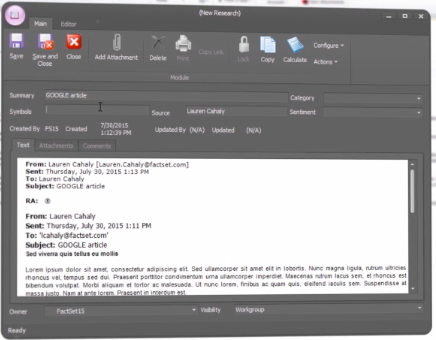 (New Research)
Main Editor
Save Save and Close Close Add Attachment Delete Print Copy Link Lock Copy Calculate Configure
Actions
Module
Summary GOOGLE article Category
Symbols Source Lauren Cahaly Sentiment
Created By FS15 Created 7/30/2015 1:12:39 PM Updated By (N/A) Updated (N/A)
Text Attachments Comments
From: Lauren Cahaly [Lauren.Cahaly@factset.com]
Sent: Thursday, July 30, 2015 1:13 PM
To: Lauren Cahaly
Subject: GOOGLE article
RA: ®
From: Lauren Cahaly
Sent: Thursday, July 30, 2015 1:11 PM
To: 'lcahaly@factset.com'
Subject: GOOGLE article
Sed viverra quis tellus eu mollis
Lorem ipsum dolor sit amet, consectetur adipiscing elit. Sed ullamcorper sit amet elit in lobortis. Nunc magna ligula, rutrum ultricies
rhoncus vel, tempus sed dui. Praesent porttitor condimentum urna ullamcorper imperdiet. Maecenas rutrum lacus sem, et rhoncus est
bibendum volutpat. Morbi aliquam et tortor ac malesuada. Ut nunc lorem, finibus ac quam quis, eleifend iaculis sem. Suspendisse at
massa justo. Nam at ante lorem. Praesent in interdum est.
Owner FactSet15 Visibility Workgroup
Ready